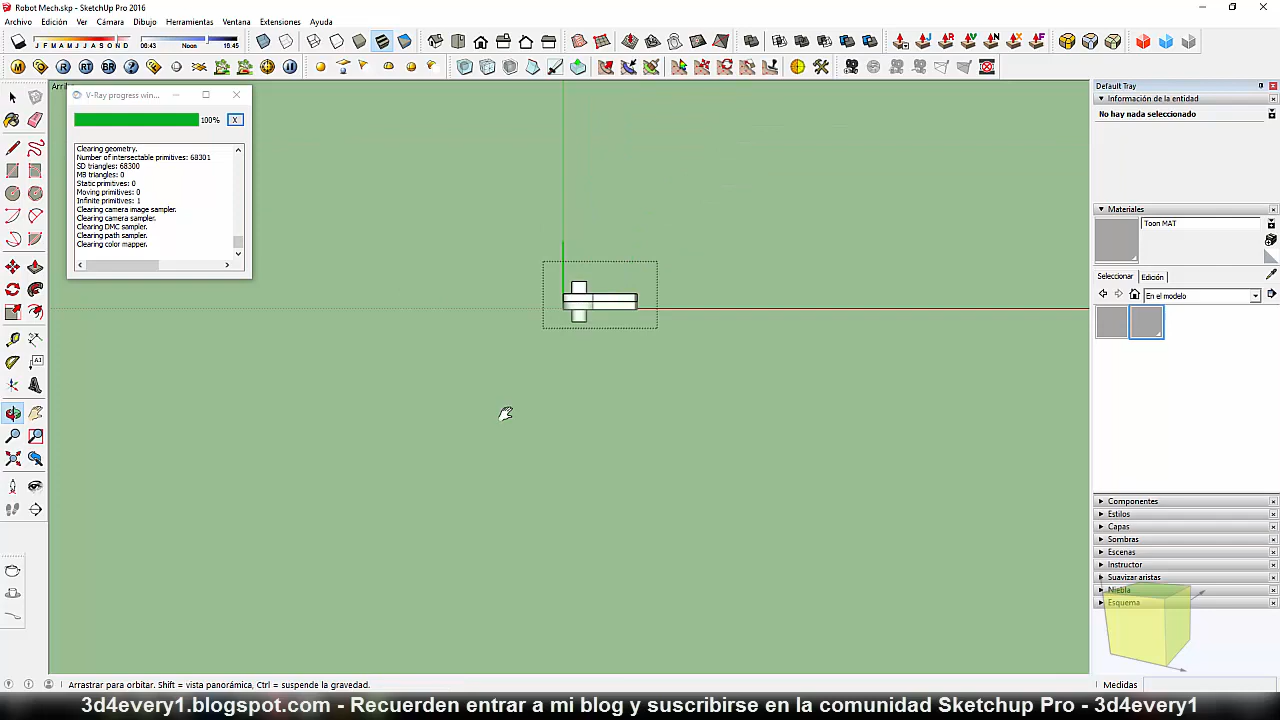 Robot Mech.skp - SketchUp Pro 2016
Archivo Edición Ver Cámara Dibujo Herramientas Ventana Extensiones Ayuda
J F M A M J J A S O N D 06:43 Noon 16:45
M R RT BR
Arri
V-Ray progress win...
100% X
Clearing geometry.
Number of intersectable primitives: 68301
SD triangles: 68300
MB triangles: 0
Static primitives: 0
Moving primitives: 0
Infinite primitives: 1
Clearing camera image sampler.
Clearing camera sampler.
Clearing DMC sampler.
Clearing path sampler.
Clearing color mapper.
Default Tray
Información de la entidad
No hay nada seleccionado
Materiales
Toon MAT
Seleccionar Edición
En el modelo
Componentes
Estilos
Capas
Sombras
Escenas
Instructor
Suavizar aristas
Niebla
Esquema
Arrastrar para orbitar. Shift = vista panorámica, Ctrl = suspende la gravedad.
Medidas
3d4every1.blogspot.com - Recuerden entrar a mi blog y suscribirse en la comunidad Sketchup Pro - 3d4every1